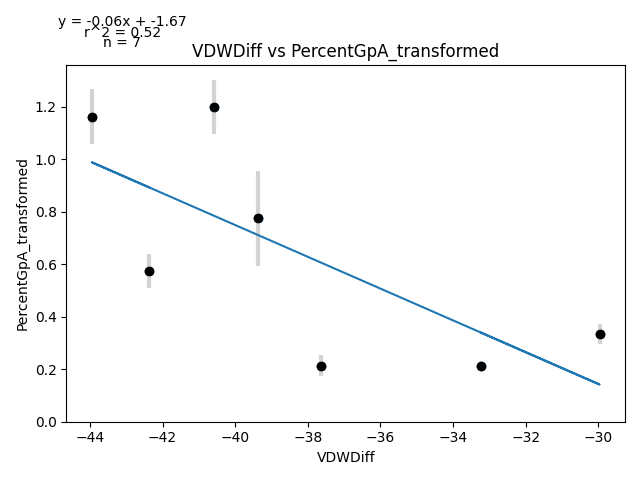 y = -0.06x + -1.67
r^2 = 0.52
n = 7
VDWDiff vs PercentGpA_transformed
1.2
1.0
0.8
0.6
0.4
0.2
0.0
PercentGpA_transformed
−44 −42 −40 −38 −36 −34 −32 −30
VDWDiff